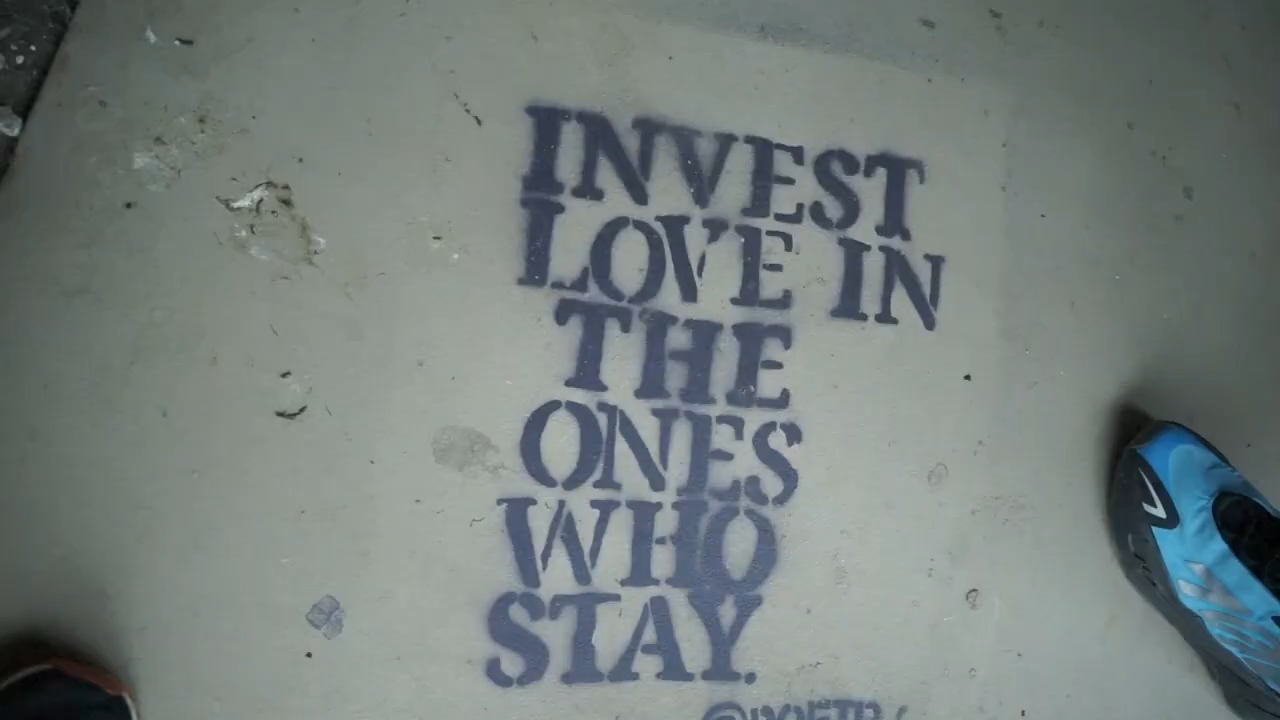 INVEST
LOVE IN
THE
ONES
WHO
STAY.